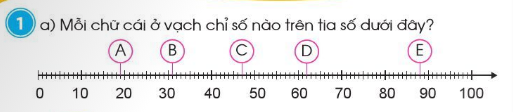 1 a) Mỗi chữ cái ở vạch chỉ số nào trên tia số dưới đây?
A B C D E
0 10 20 30 40 50 60 70 80 90 100